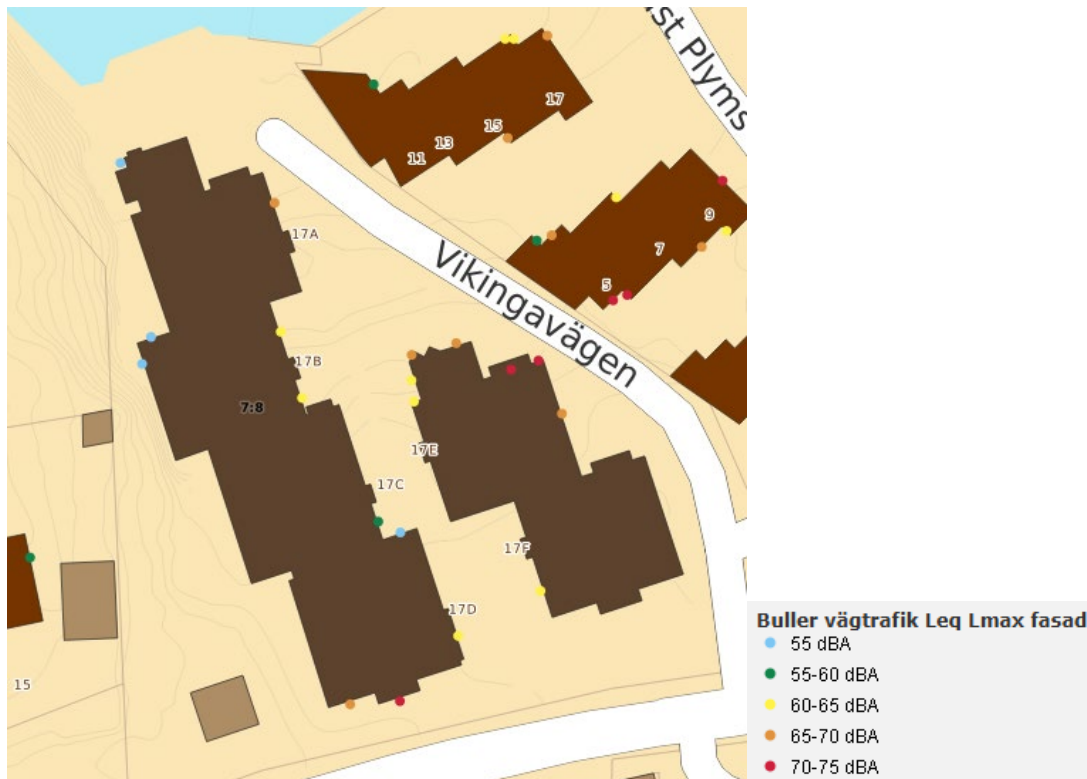 st Plyms
17
15
13
11
9
7
5
17A
Vikingavägen
17B
7:8
17E
17C
17F
17D
15
Buller vägtrafik Leq Lmax fasad
55 dBA
55-60 dBA
60-65 dBA
65-70 dBA
70-75 dBA